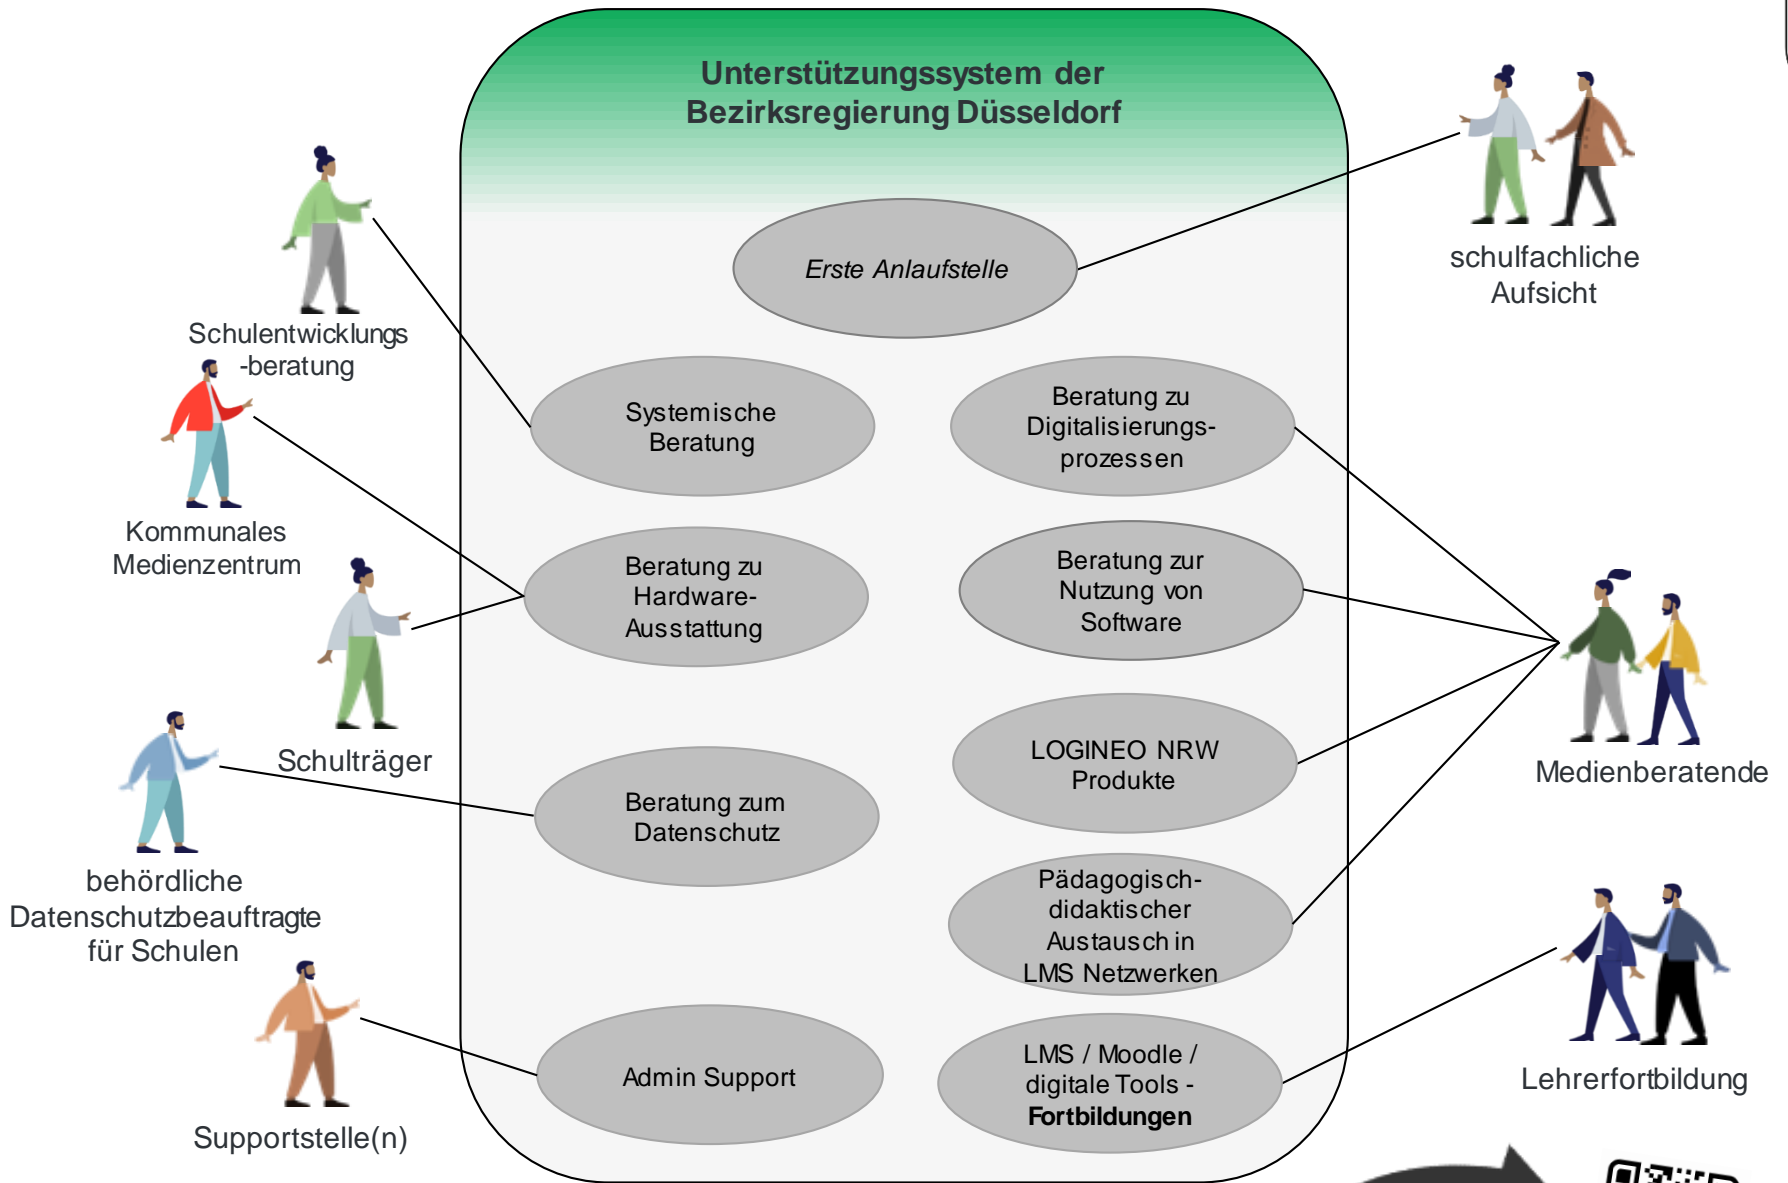 Unterstützungssystem der
Bezirksregierung Düsseldorf
Erste Anlaufstelle
schulfachliche
Aufsicht
Schulentwicklungs
-beratung
Systemische
Beratung
Beratung zu
Digitalisierungs-
prozessen
Kommunales
Medienzentrum
Beratung zu
Hardware-
Ausstattung
Beratung zur
Nutzung von
Software
Schulträger
LOGINEO NRW
Produkte
Medienberatende
Beratung zum
Datenschutz
behördliche
Datenschutzbeauftragte
für Schulen
Pädagogisch-
didaktischer
Austausch in
LMS Netzwerken
Admin Support
LMS / Moodle /
digitale Tools -
Fortbildungen
Lehrerfortbildung
Supportstelle(n)